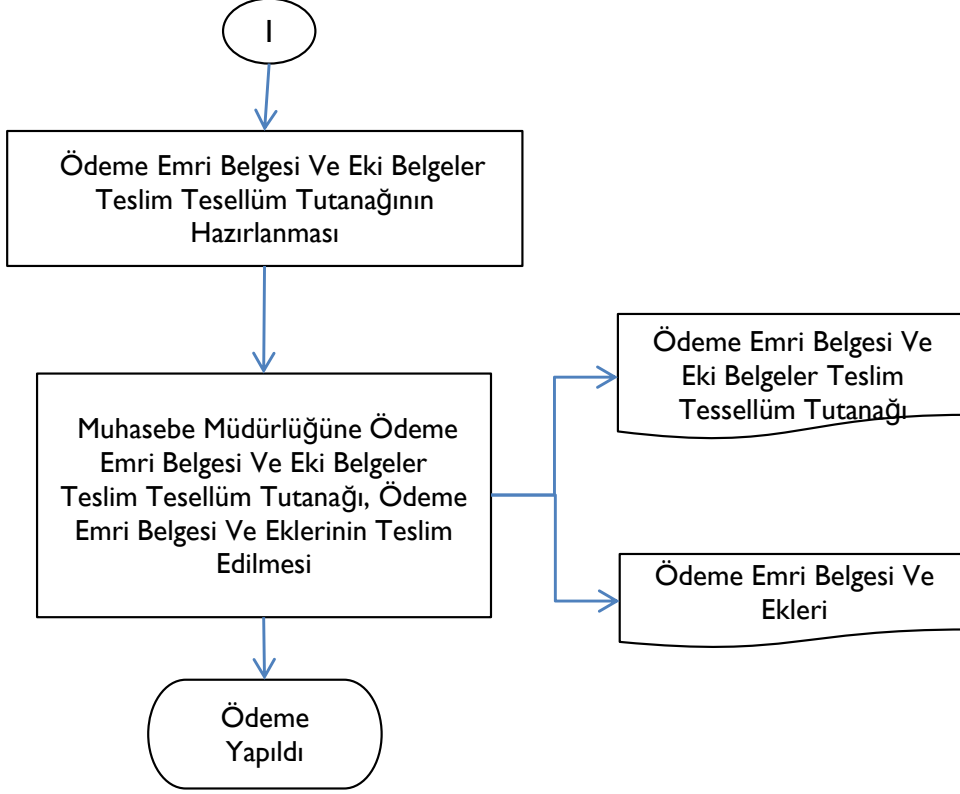 1
Ödeme Emri Belgesi Ve Eki Belgeler
Teslim Tesellüm Tutanağının
Hazırlanması
Muhasebe Müdürlüğüne Ödeme
Emri Belgesi Ve Eki Belgeler
Teslim Tesellüm Tutanağı, Ödeme
Emri Belgesi Ve Eklerinin Teslim
Edilmesi
Ödeme Emri Belgesi Ve
Eki Belgeler Teslim
Tessellüm Tutanağı
Ödeme Emri Belgesi Ve
Ekleri
Ödeme
Yapıldı